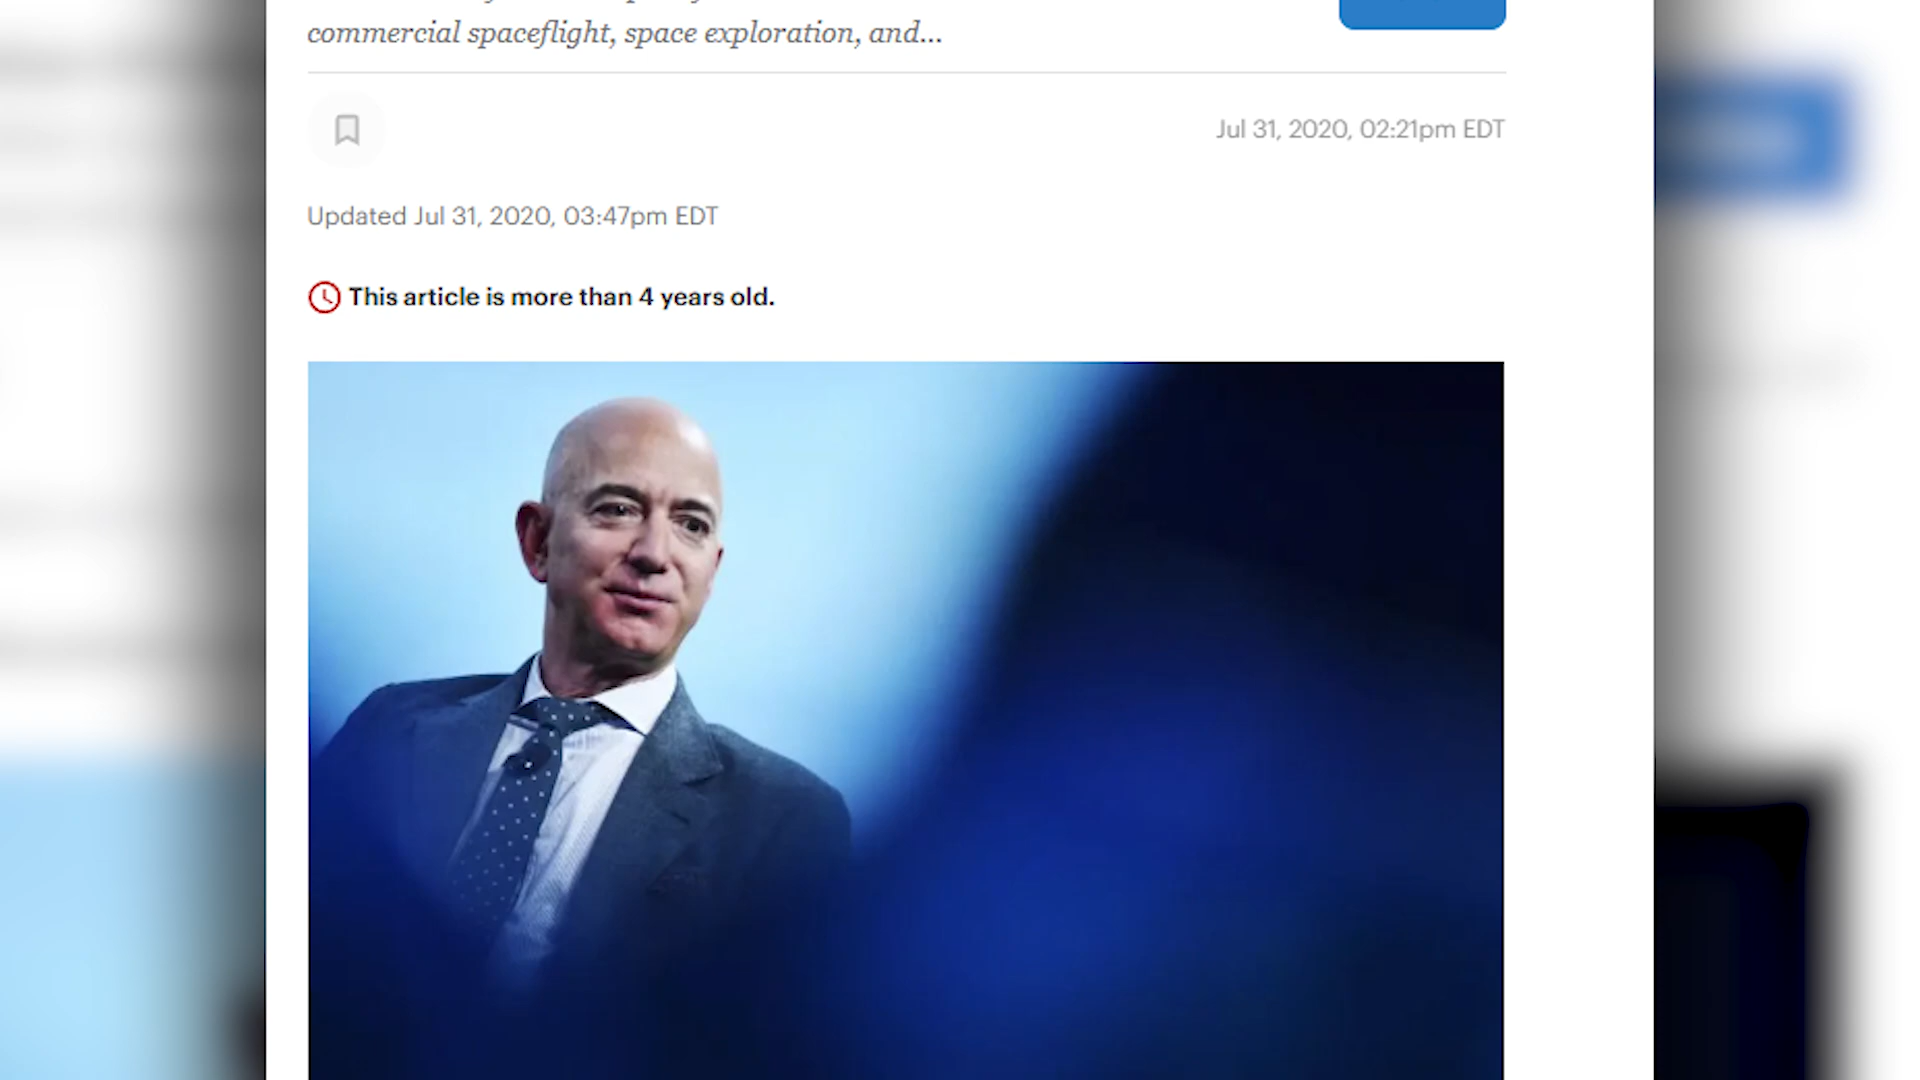 commercial spaceflight, space exploration, and...
Jul 31, 2020, 02:21pm EDT
Updated Jul 31, 2020, 03:47pm EDT
This article is more than 4 years old.